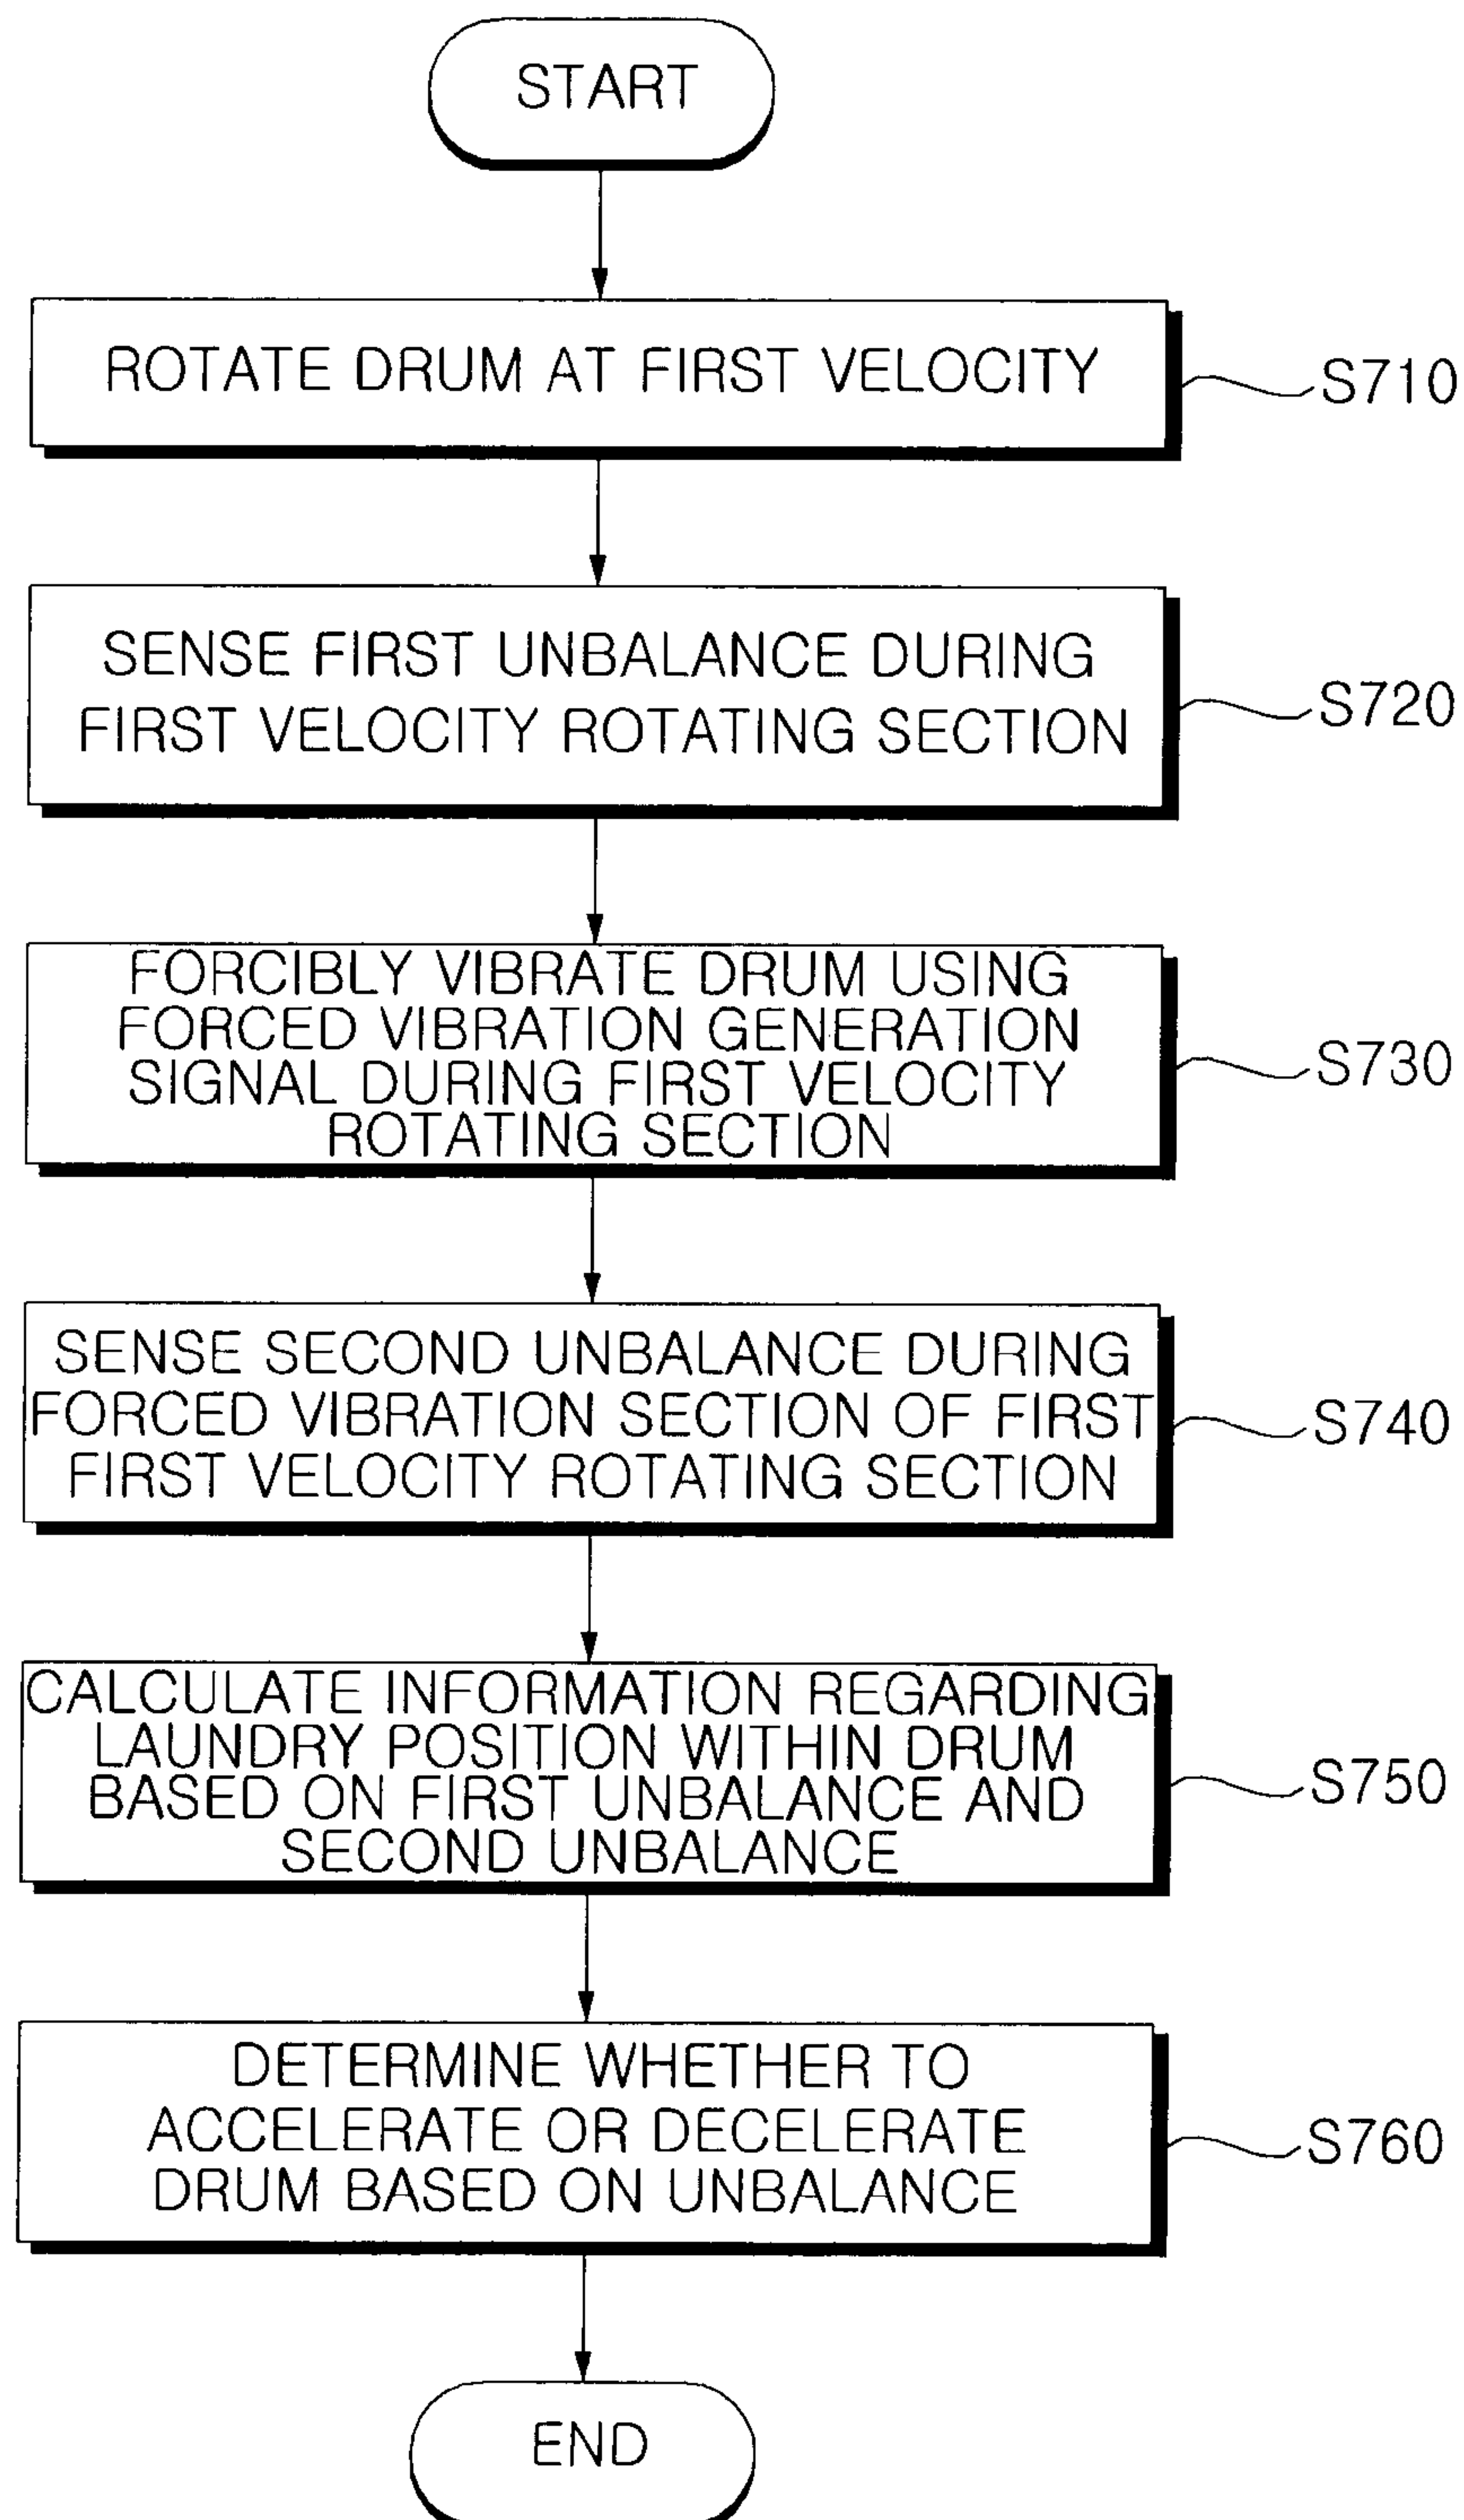 START
ROTATE DRUM AT FIRST VELOCITY
S710
SENSE FIRST UNBALANCE DURING
FIRST VELOCITY ROTATING SECTION
S720
FORCIBLY VIBRATE DRUM USING
FORCED VIBRATION GENERATION
SIGNAL DURING FIRST VELOCITY
ROTATING SECTION
S730
SENSE SECOND UNBALANCE DURING
FORCED VIBRATION SECTION OF FIRST
FIRST VELOCITY ROTATING SECTION
S740
CALCULATE INFORMATION REGARDING
LAUNDRY POSITION WITHIN DRUM
BASED ON FIRST UNBALANCE AND
SECOND UNBALANCE
S750
DETERMINE WHETHER TO
ACCELERATE OR DECELERATE
DRUM BASED ON UNBALANCE
S760
END